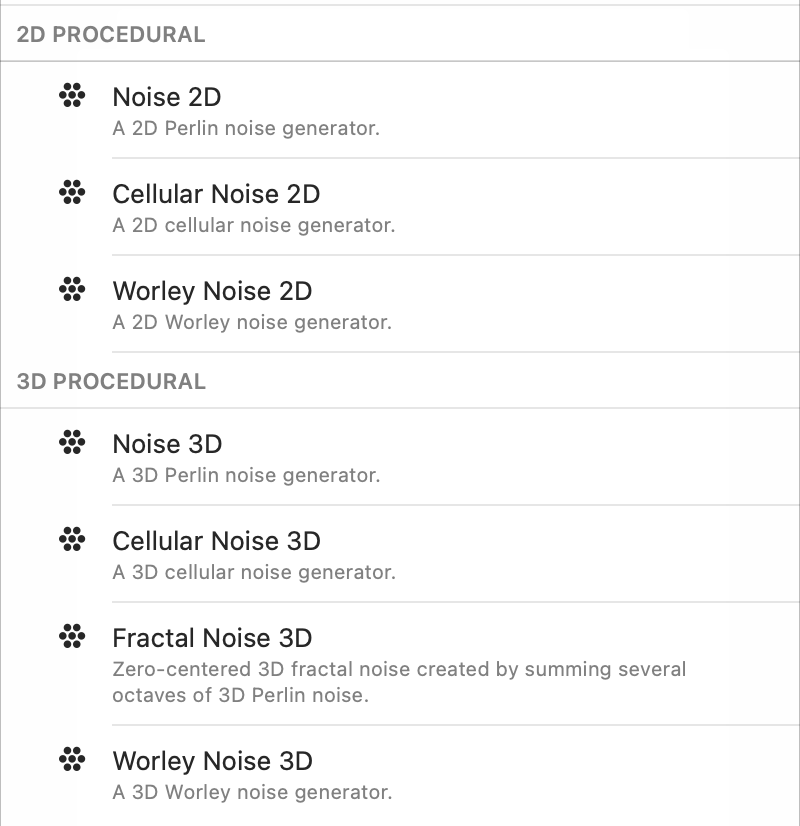 2D PROCEDURAL
Noise 2D
A 2D Perlin noise generator.
Cellular Noise 2D
A 2D cellular noise generator.
Worley Noise 2D
A 2D Worley noise generator.
3D PROCEDURAL
Noise 3D
A 3D Perlin noise generator.
Cellular Noise 3D
A 3D cellular noise generator.
Fractal Noise 3D
Zero-centered 3D fractal noise created by summing several
octaves of 3D Perlin noise.
Worley Noise 3D
A 3D Worley noise generator.